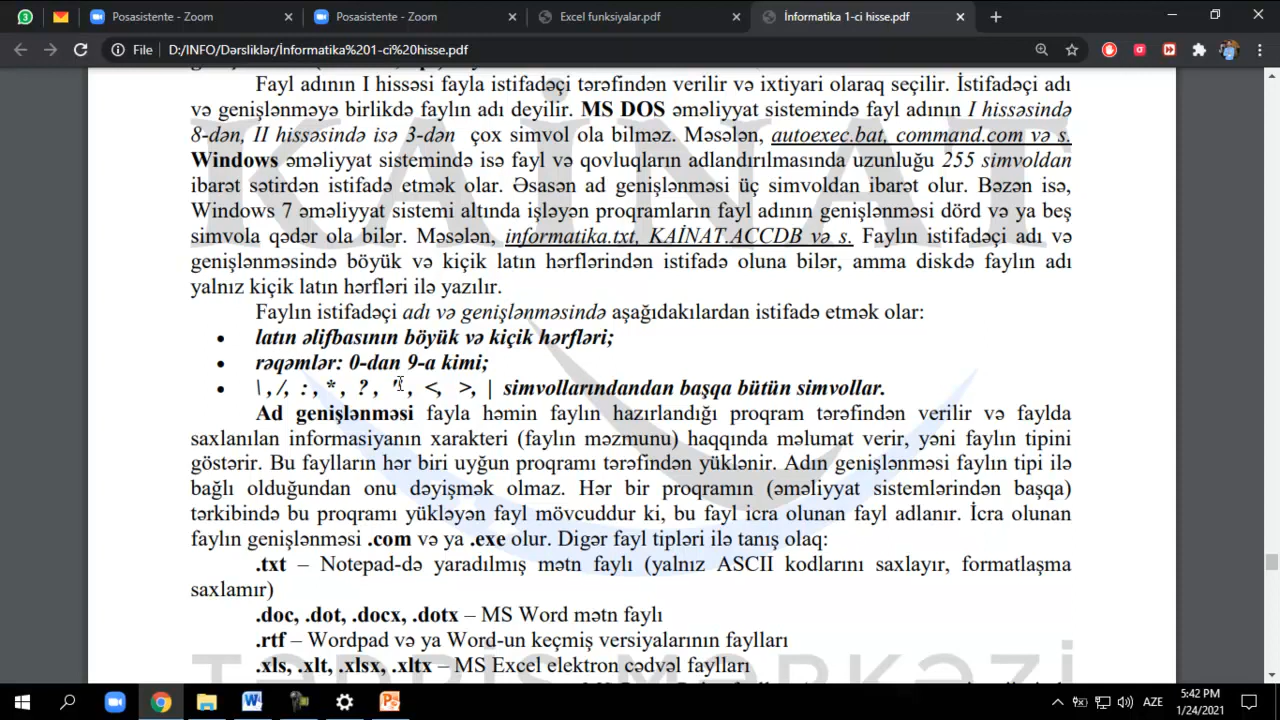 3
Posasistente - Zoom
Posasistente - Zoom
Excel funksiyalar.pdf
İnformatika 1-ci hisse.pdf
File
D:/INFO/Dərsliklər/İnformatika%201-ci%20hisse.pdf
Fayl adının I hissəsi fayla istifadəçi tərəfindən verilir və ixtiyari olaraq seçilir. İstifadəçi adı
və genişlənməyə birlikdə faylın adı deyilir. MS DOS əməliyyat sistemində fayl adının I hissəsində
8-dən, II hissəsində isə 3-dən çox simvol ola bilməz. Məsələn, autoexec.bat, command.com və s.
Windows əməliyyat sistemində isə fayl və qovluqların adlandırılmasında uzunluğu 255 simvoldan
ibarət sətirdən istifadə etmək olar. Əsasən ad genişlənməsi üç simvoldan ibarət olur. Bəzən isə,
Windows 7 əməliyyat sistemi altında işləyən proqramların fayl adının genişlənməsi dörd və ya beş
simvola qədər ola bilər. Məsələn, informatika.txt, KAİNAT.ACCDB və s. Faylın istifadəçi adı və
genişlənməsində böyük və kiçik latın hərflərindən istifadə oluna bilər, amma diskdə faylın adı
yalnız kiçik latın hərfləri ilə yazılır.
Faylın istifadəçi adı və genişlənməsində aşağıdakılardan istifadə etmək olar:
• latın əlifbasının böyük və kiçik hərfləri;
• rəqəmlər: 0-dan 9-a kimi;
• \ , /, : , * , ? , " , <, >, | simvollarındandan başqa bütün simvollar.
Ad genişlənməsi fayla həmin faylın hazırlandığı proqram tərəfindən verilir və faylda
saxlanılan informasiyanın xarakteri (faylın məzmunu) haqqında məlumat verir, yəni faylın tipini
göstərir. Bu faylların hər biri uyğun proqramı tərəfindən yüklənir. Adın genişlənməsi faylın tipi ilə
bağlı olduğundan onu dəyişmək olmaz. Hər bir proqramın (əməliyyat sistemlərindən başqa)
tərkibində bu proqramı yükləyən fayl mövcuddur ki, bu fayl icra olunan fayl adlanır. İcra olunan
faylın genişlənməsi .com və ya .exe olur. Digər fayl tipləri ilə tanış olaq:
.txt – Notepad-də yaradılmış mətn faylı (yalnız ASCII kodlarını saxlayır, formatlaşma
saxlamır)
.doc, .dot, .docx, .dotx – MS Word mətn faylı
.rtf – Wordpad və ya Word-un keçmiş versiyalarının faylları
.xls, .xlt, .xlsx, .xltx – MS Excel elektron cədvəl faylları
KAİNAT
TƏDRİS MƏRKƏZİ
AZE
5:42 PM
1/24/2021